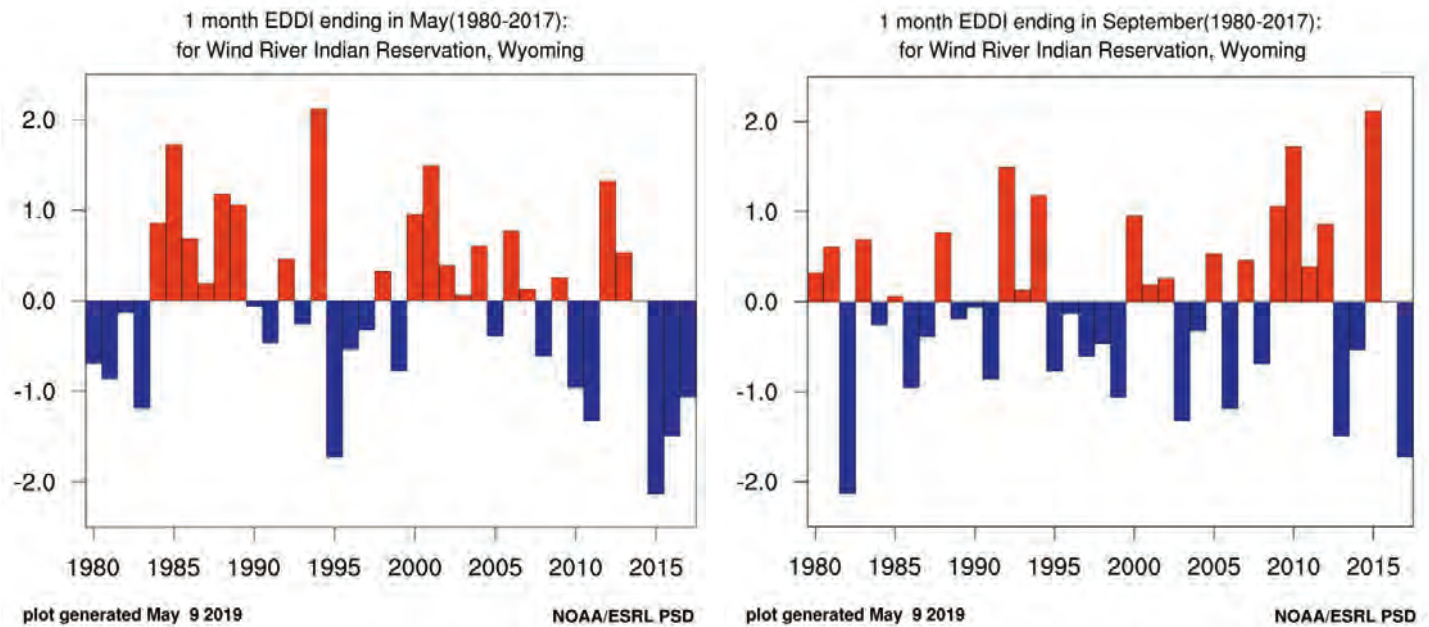 1 month EDDI ending in May(1980-2017):
for Wind River Indian Reservation, Wyoming
2.0
1.0
0.0
-1.0
-2.0
1980 1985 1990 1995 2000 2005 2010 2015
plot generated May 9 2019 NOAA/ESRL PSD
1 month EDDI ending in September(1980-2017):
for Wind River Indian Reservation, Wyoming
2.0
1.0
0.0
-1.0
-2.0
1980 1985 1990 1995 2000 2005 2010 2015
plot generated May 9 2019 NOAA/ESRL PSD